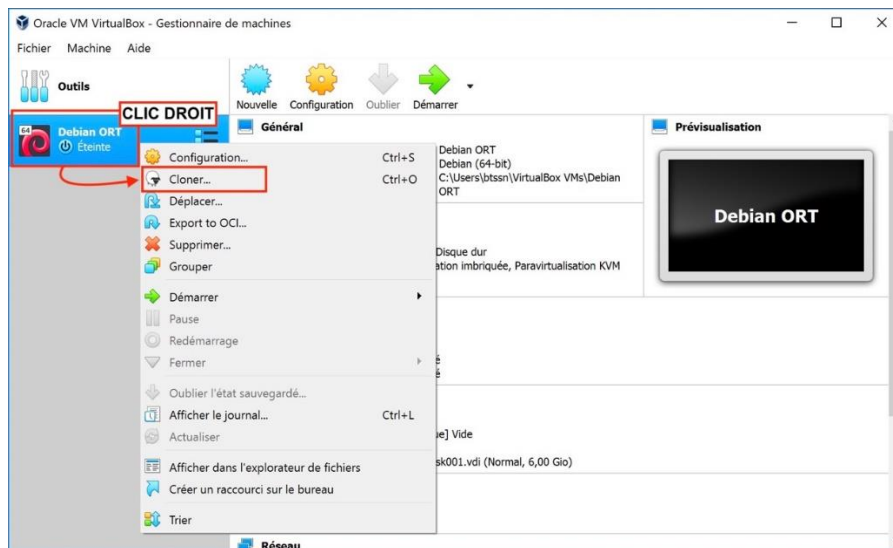 Oracle VM VirtualBox - Gestionnaire de machines
Fichier Machine Aide
Outils
Nouvelle Configuration Oublier Démarrer
CLIC DROIT
64
Debian ORT
Éteinte
Général
Prévisualisation
Debian ORT
Debian (64-bit)
C:\Users\btssn\VirtualBox VMs\Debian
ORT
Debian ORT
Configuration... Ctrl+S
Cloner... Ctrl+O
Déplacer...
Export to OCI...
Supprimer...
Grouper
Démarrer
Pause
Redémarrage
Fermer
Oublier l'état sauvegardé...
Afficher le journal... Ctrl+L
Actualiser
Afficher dans l'explorateur de fichiers
Créer un raccourci sur le bureau
Trier
Disque dur
ation imbriquée, Paravirtualisation KVM
é
é
ue] Vide
sk001.vdi (Normal, 6,00 Gio)
Réseau